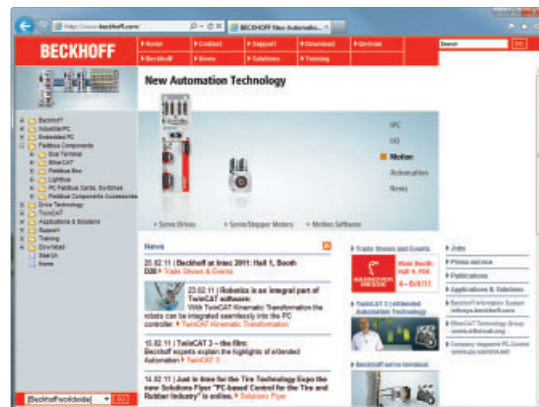 http://www.beckhoff.com/
BECKHOFF New Automatio...
BECKHOFF
Home
Contact
Support
Download
German
Beckhoff
News
Solutions
Training
Search
GO
New Automation Technology
Beckhoff
Industrial PC
Embedded PC
Fieldbus Components
Bus Terminal
EtherCAT
Fieldbus Box
Lightbus
PC Fieldbus Cards, Switches
Fieldbus Components Accessories
Drive Technology
TwinCAT
Applications & Solutions
Support
Training
Download
Search
Home
IPC
I/O
Motion
Automation
News
+ Servo Drives
+ Servo/Stepper Motors
+ Motion Software
News
25.02.11 | Beckhoff at Intec 2011: Hall 1, Booth
Trade Shows & Events
23.02.11 | Robotics is an integral part of
TwinCAT software
With TwinCAT Kinematic Transformation the
robots can be integrated seamlessly into the PC
controller. TwinCAT Kinematic Transformation
15.02.11 | TwinCAT 3 – the film:
Beckhoff experts explain the highlights of eXtended
Automation TwinCAT 3
14.02.11 | Just in time for the Tire Technology Expo the
new Solutions Flyer "PC-based Control for the Tire and
Rubber Industry" is online. Solutions Flyer
Trade Shows and Events
HANNOVER
MESSE
Main Booth:
Hall 9, F06
4 – 8/4/11
TwinCAT 3 | eXtended
Automation Technology
Beckhoff servo terminal
Jobs
Press service
Publications
Applications & Solutions
Beckhoff Information System
infosys.beckhoff.com
EtherCAT Technology Group
www.ethercat.org
Company magazine PC Control
www.pc-control.net
[Beckhoff worldwide]
GO